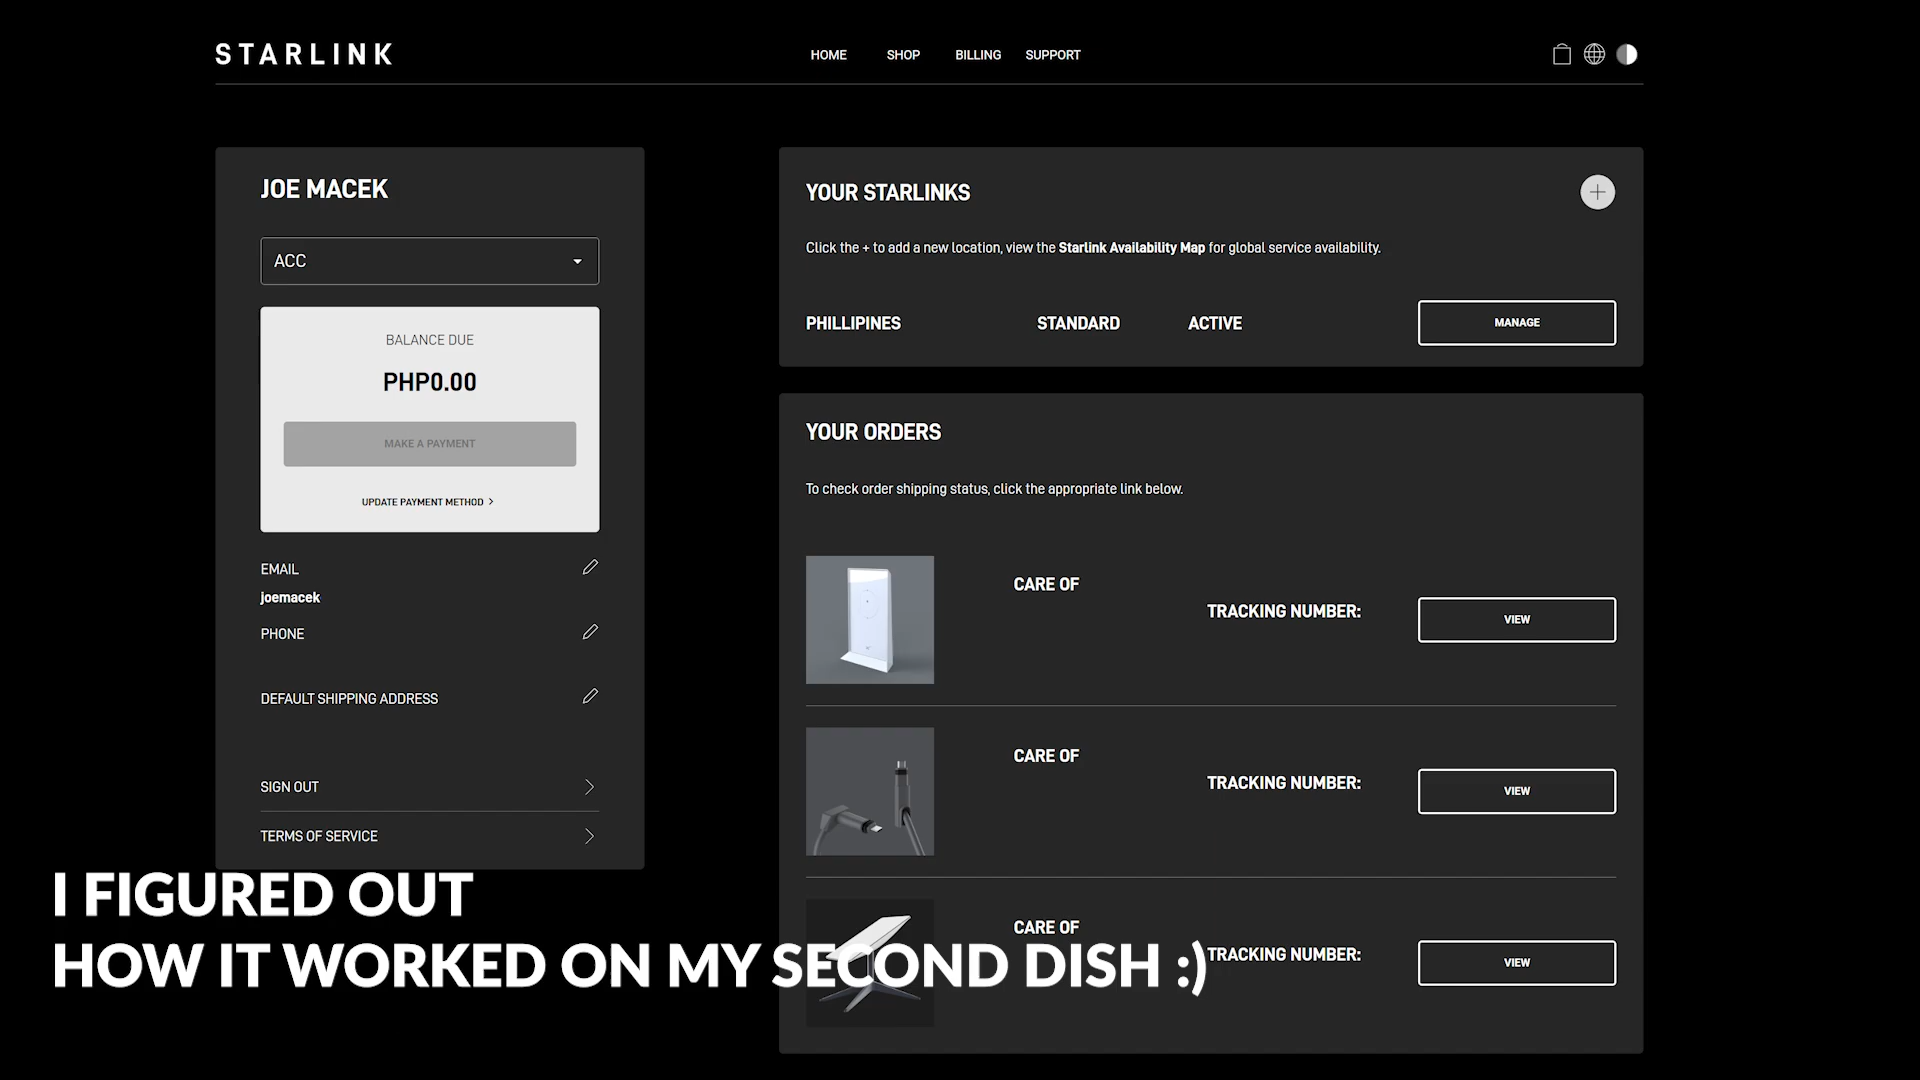 STARLINK
HOME SHOP BILLING SUPPORT
JOE MACEK
ACC
BALANCE DUE
PHP0.00
MAKE A PAYMENT
UPDATE PAYMENT METHOD >
EMAIL
joemacek
PHONE
DEFAULT SHIPPING ADDRESS
SIGN OUT
TERMS OF SERVICE
YOUR STARLINKS
Click the + to add a new location, view the Starlink Availability Map for global service availability.
PHILLIPINES STANDARD ACTIVE MANAGE
YOUR ORDERS
To check order shipping status, click the appropriate link below.
CARE OF
TRACKING NUMBER: VIEW
CARE OF
TRACKING NUMBER: VIEW
CARE OF
TRACKING NUMBER: VIEW
I FIGURED OUT
HOW IT WORKED ON MY SECOND DISH :)